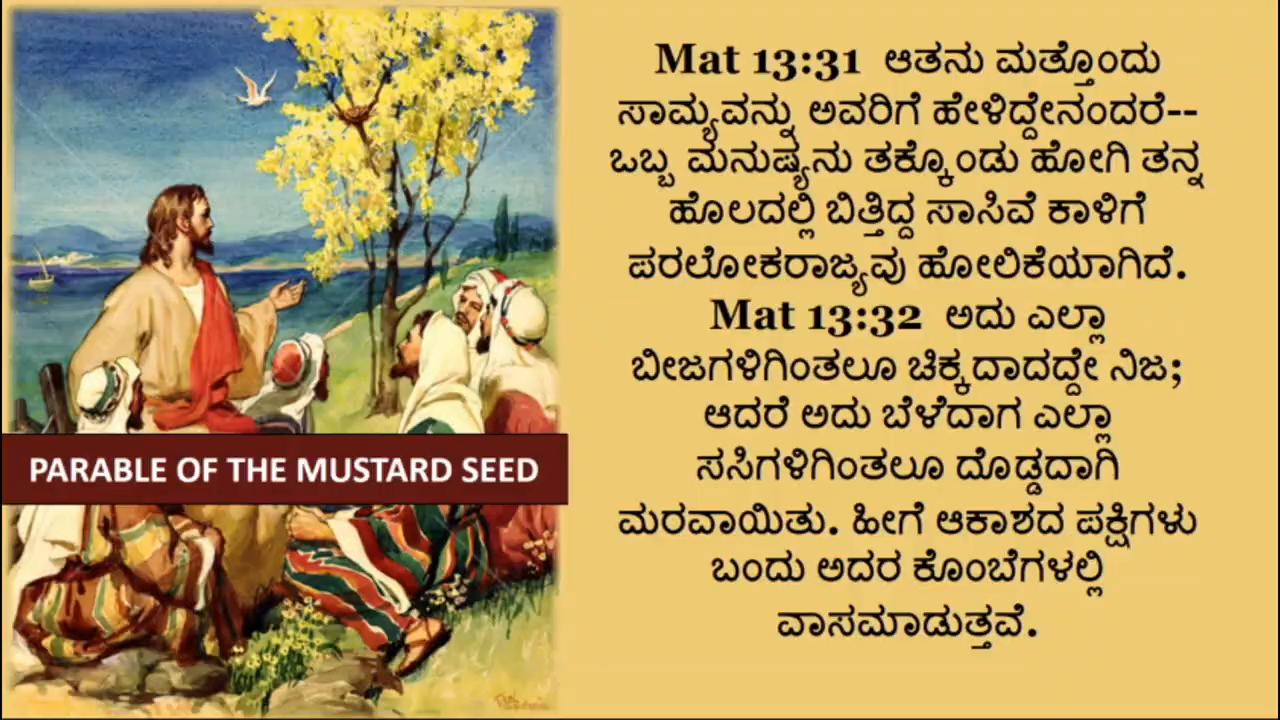 PARABLE OF THE MUSTARD SEED
Mat 13:31 ಆತನು ಮತ್ತೊಂದು
ಸಾಮ್ಯವನ್ನು ಅವರಿಗೆ ಹೇಳಿದ್ದೇನಂದರೆ--
ಒಬ್ಬ ಮನುಷ್ಯನು ತಕ್ಕೊಂಡು ಹೋಗಿ ತನ್ನ
ಹೊಲದಲ್ಲಿ ಬಿತ್ತಿದ್ದ ಸಾಸಿವೆ ಕಾಳಿಗೆ
ಪರಲೋಕರಾಜ್ಯವು ಹೋಲಿಕೆಯಾಗಿದೆ.
Mat 13:32 ಅದು ಎಲ್ಲಾ
ಬೀಜಗಳಿಗಿಂತಲೂ ಚಿಕ್ಕದಾದದ್ದೇ ನಿಜ;
ಆದರೆ ಅದು ಬೆಳೆದಾಗ ಎಲ್ಲಾ
ಸಸಿಗಳಿಗಿಂತಲೂ ದೊಡ್ಡದಾಗಿ
ಮರವಾಯಿತು. ಹೀಗೆ ಆಕಾಶದ ಪಕ್ಷಿಗಳು
ಬಂದು ಅದರ ಕೊಂಬೆಗಳಲ್ಲಿ
ವಾಸಮಾಡುತ್ತವೆ.